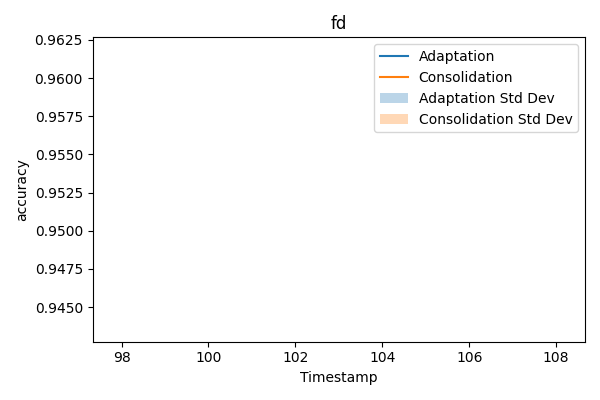 fd
0.9625
0.9600
0.9575
0.9550
0.9525
0.9500
0.9475
0.9450
accuracy
Adaptation
Consolidation
Adaptation Std Dev
Consolidation Std Dev
98 100 102 104 106 108
Timestamp